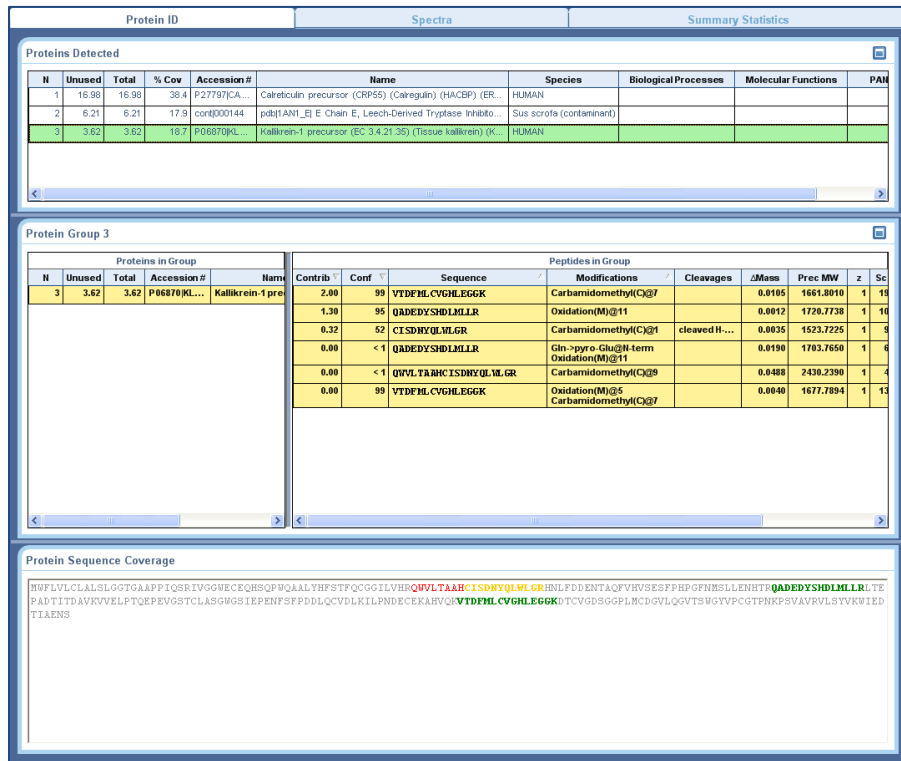 Protein ID Spectra Summary Statistics
Proteins Detected
N Unused Total % Cov Accession # Name Species Biological Processes Molecular Functions PAN
1 16.98 16.98 38.4 P27797|CA... Calreticulin precursor (CRP55) (Calregulin) (HACBP) (ER... HUMAN
2 6.21 6.21 17.9 cont|000144 pdb|1AN1_E| E Chain E, Leech-Derived Tryptase Inhibito... Sus scrofa (contaminant)
3 3.62 3.62 18.7 P06870|KL... Kallikrein-1 precursor (EC 3.4.21.35) (Tissue kallikrein) (K... HUMAN
Protein Group 3
Proteins in Group
N Unused Total Accession # Name
3 3.62 3.62 P06870|KL... Kallikrein-1 pre
Peptides in Group
Contrib Conf Sequence Modifications Cleavages ΔMass Prec MW z Sc
2.00 99 VTDFMLCVGHLEGGK Carbamidomethyl(C)@7 0.0105 1661.8010 1 19
1.30 95 QADEDYSHDLMLLR Oxidation(M)@11 0.0012 1720.7738 1 10
0.32 52 CISDNYQLWLGR Carbamidomethyl(C)@1 cleaved H-... 0.0035 1523.7225 1 9
0.00 < 1 QADEDYSHDLMLLR Gln->pyro-Glu@N-term 0.0190 1703.7650 1 6
Oxidation(M)@11
0.00 < 1 QWVLTAAHCISDNYQLWLGR Carbamidomethyl(C)@9 0.0488 2430.2390 1 4
0.00 99 VTDFMLCVGHLEGGK Oxidation(M)@5 0.0040 1677.7894 1 13
Carbamidomethyl(C)@7
Protein Sequence Coverage
MWFLVLCLALSLGGTGAAPPIQSRIVGGWECEQHSQPWQAALYHFSTFQCGGILVHRQWVLTAAHCISDNYQLWLGRHNLFDDENTAQFVHVSESFPHPGFNMSLLENHTRQADEDYSHDLMLLRLTE
PADTITDAVKVVELPTQEPEVGSTCLASGWGSIEPENFSFPDDLQCVDLKILPNDECEKAHVQKVTDFMLCVGHLEGGKDTCVGDSGGPLMCDGVLQGVTSWGYVPCGTPNKPSVAVRVLSYVKWIED
TIAENS